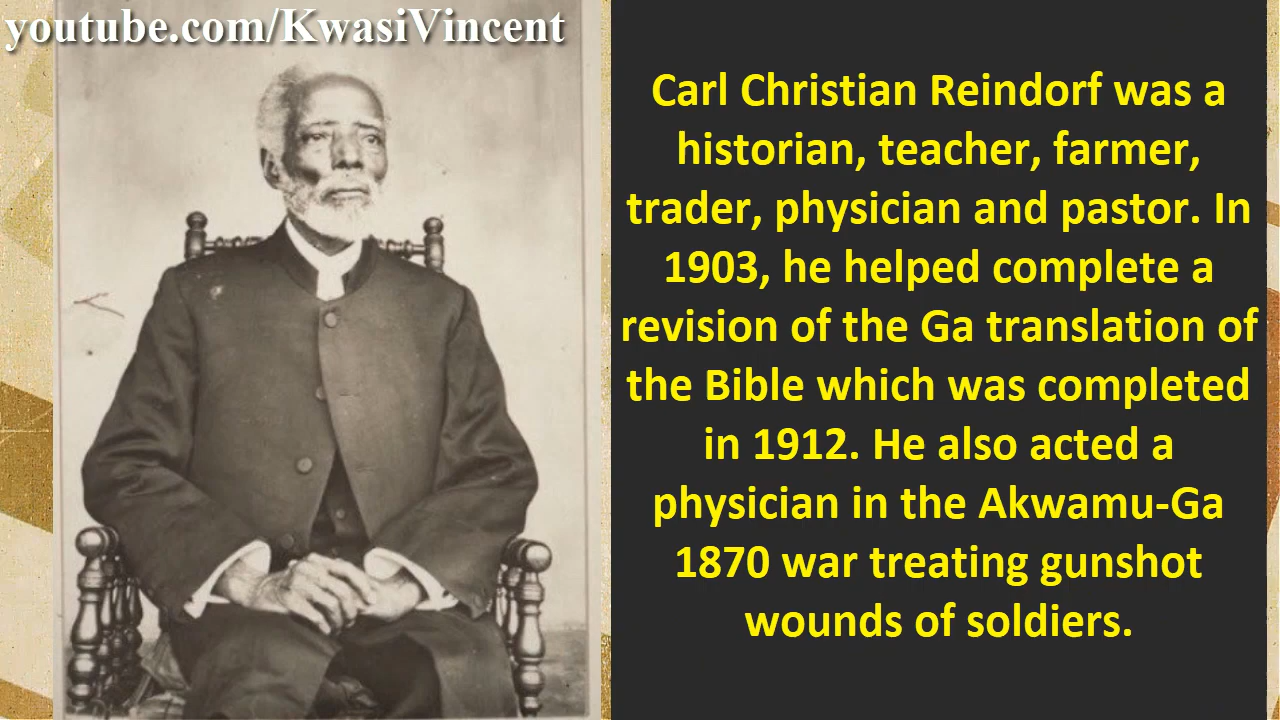 youtube.com/KwasiVincent
Carl Christian Reindorf was a
historian, teacher, farmer,
trader, physician and pastor. In
1903, he helped complete a
revision of the Ga translation of
the Bible which was completed
in 1912. He also acted a
physician in the Akwamu-Ga
1870 war treating gunshot
wounds of soldiers.